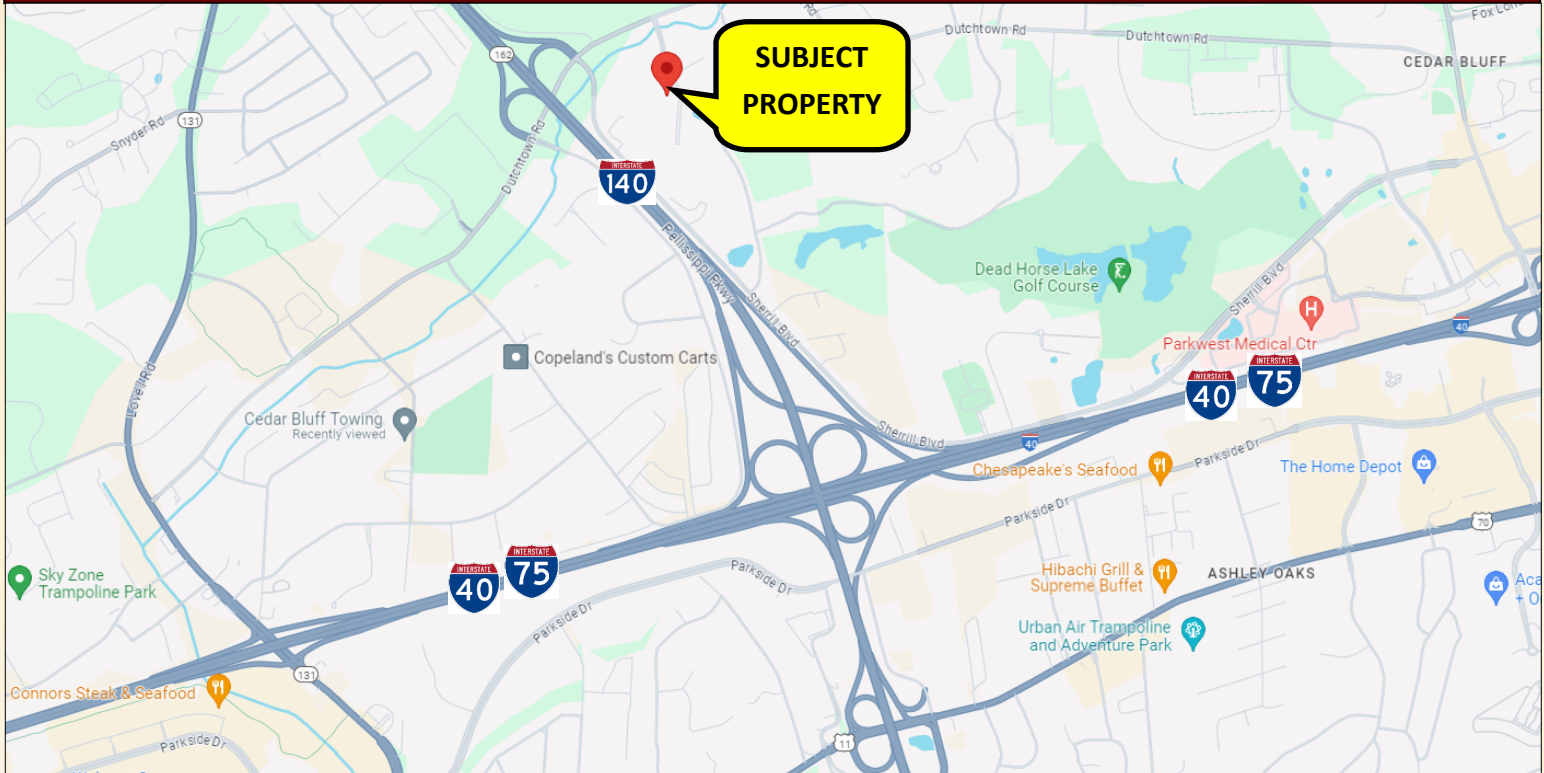 Dutchtown Rd
Dutchtown Rd
Rd
CEDAR BLUFF
162
SUBJECT
PROPERTY
131
Snyder Rd
Dutchtown Rd
INTERSTATE
140
Pellissippi Pkwy
Sherrill Blvd
Dead Horse Lake
Golf Course
Sherrill Blvd
H
Parkwest Medical Ctr
40
INTERSTATE
40
INTERSTATE
75
Copeland's Custom Carts
Lovell Rd
Cedar Bluff Towing
Recently viewed
Sherrill Blvd
40
Chesapeake's Seafood
Parkside Dr
The Home Depot
Parkside Dr
70
Sky Zone
Trampoline Park
INTERSTATE
40
INTERSTATE
75
Parkside Dr
Parkside Dr
Hibachi Grill &
Supreme Buffet
ASHLEY OAKS
Aca
+ O
Urban Air Trampoline
and Adventure Park
131
Connors Steak & Seafood
Parkside Dr
11